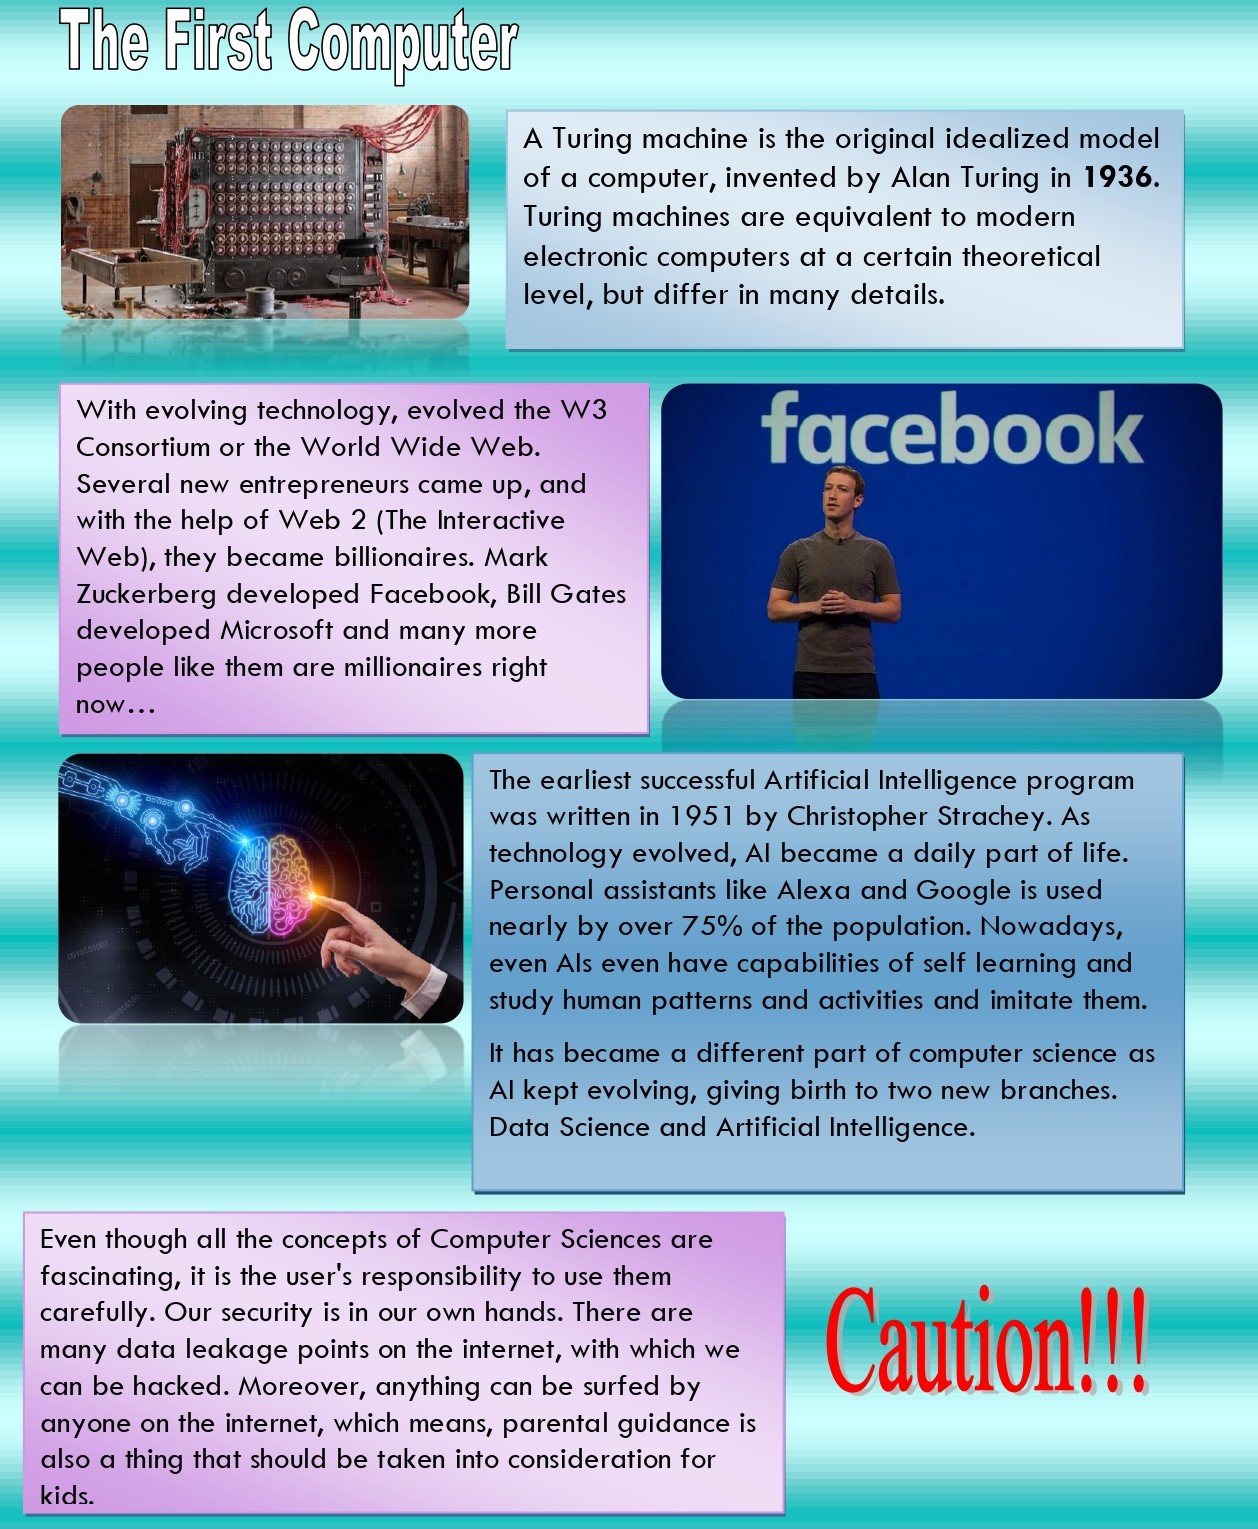 The First Computer
A Turing machine is the original idealized model
of a computer, invented by Alan Turing in 1936.
Turing machines are equivalent to modern
electronic computers at a certain theoretical
level, but differ in many details.
With evolving technology, evolved the W3
Consortium or the World Wide Web.
Several new entrepreneurs came up, and
with the help of Web 2 (The Interactive
Web), they became billionaires. Mark
Zuckerberg developed Facebook, Bill Gates
developed Microsoft and many more
people like them are millionaires right
now...
facebook
The earliest successful Artificial Intelligence program
was written in 1951 by Christopher Strachey. As
technology evolved, AI became a daily part of life.
Personal assistants like Alexa and Google is used
nearly by over 75% of the population. Nowadays,
even AIs even have capabilities of self learning and
study human patterns and activities and imitate them.
It has became a different part of computer science as
AI kept evolving, giving birth to two new branches.
Data Science and Artificial Intelligence.
Even though all the concepts of Computer Sciences are
fascinating, it is the user's responsibility to use them
carefully. Our security is in our own hands. There are
many data leakage points on the internet, with which we
can be hacked. Moreover, anything can be surfed by
anyone on the internet, which means, parental guidance is
also a thing that should be taken into consideration for
kids.
Caution!!!